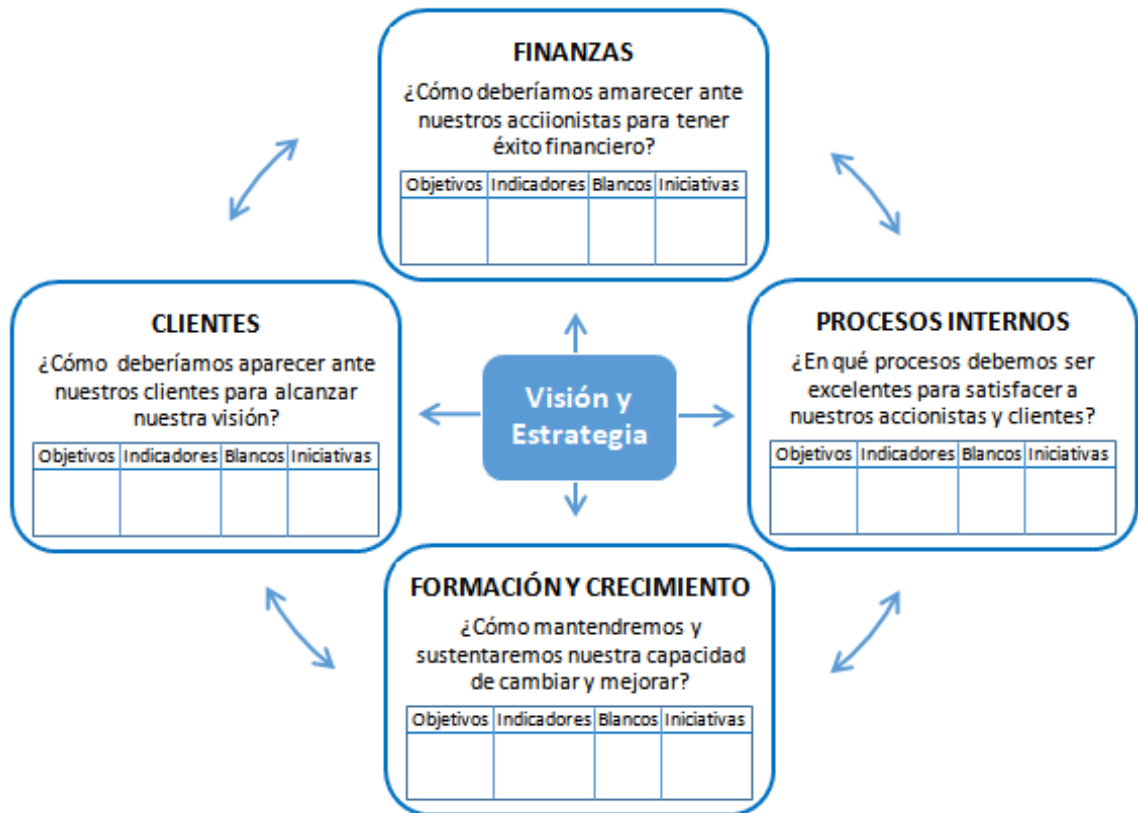 FINANZAS
¿Cómo deberíamos amarecer ante
nuestros acciionistas para tener
éxito financiero?
Objetivos Indicadores Blancos Iniciativas
CLIENTES
¿Cómo deberíamos aparecer ante
nuestros clientes para alcanzar
nuestra visión?
Objetivos Indicadores Blancos Iniciativas
Visión y
Estrategia
PROCESOS INTERNOS
¿En qué procesos debemos ser
excelentes para satisfacer a
nuestros accionistas y clientes?
Objetivos Indicadores Blancos Iniciativas
FORMACIÓN Y CRECIMIENTO
¿Cómo mantendremos y
sustentaremos nuestra capacidad
de cambiar y mejorar?
Objetivos Indicadores Blancos Iniciativas